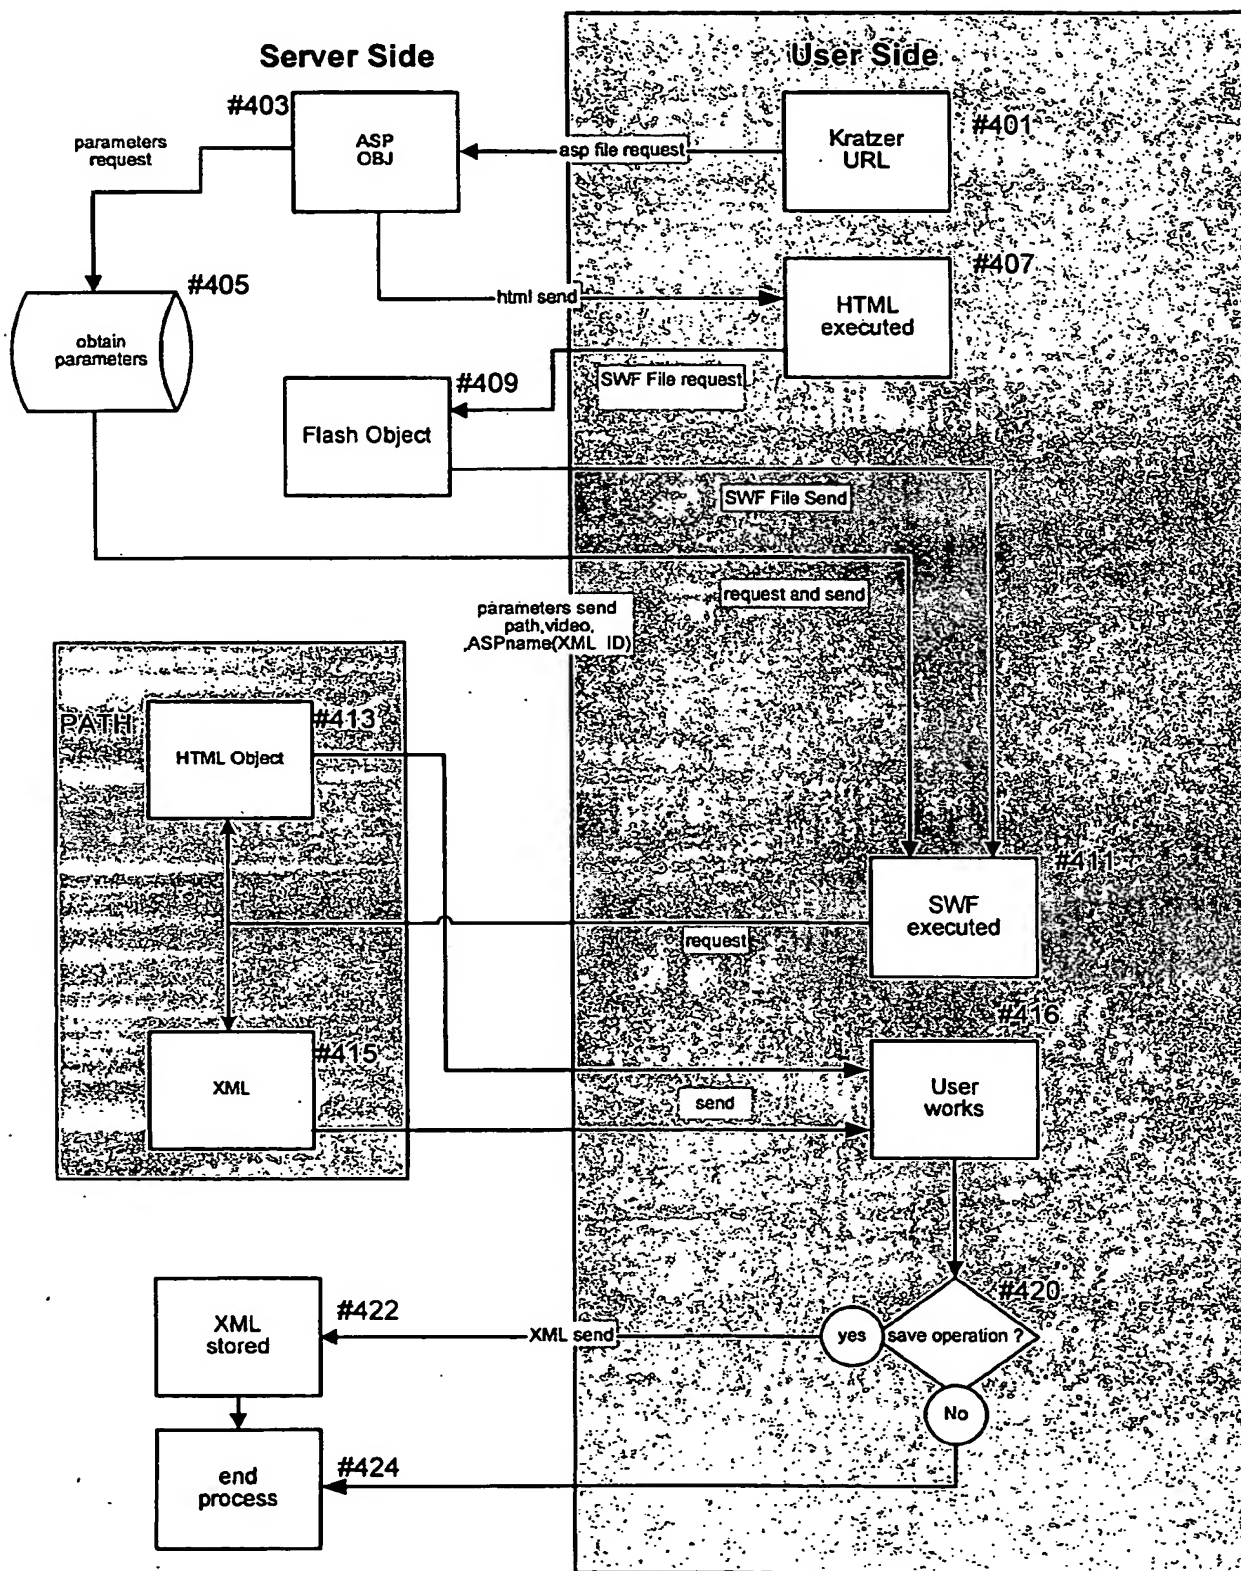 Server Side
User Side
#403
ASP
OBJ
parameters
request
asp file request
Kratzer
URL
#401
#405
obtain
parameters
html send
#407
HTML
executed
SWF File request
#409
Flash Object
SWF File Send
request and send
parameters send
path,video,
,ASPname(XML ID)
PATH
#413
HTML Object
#411
SWF
executed
request
#415
XML
#416
User
works
send
#420
save operation ?
yes
No
XML send
#422
XML
stored
#424
end
process